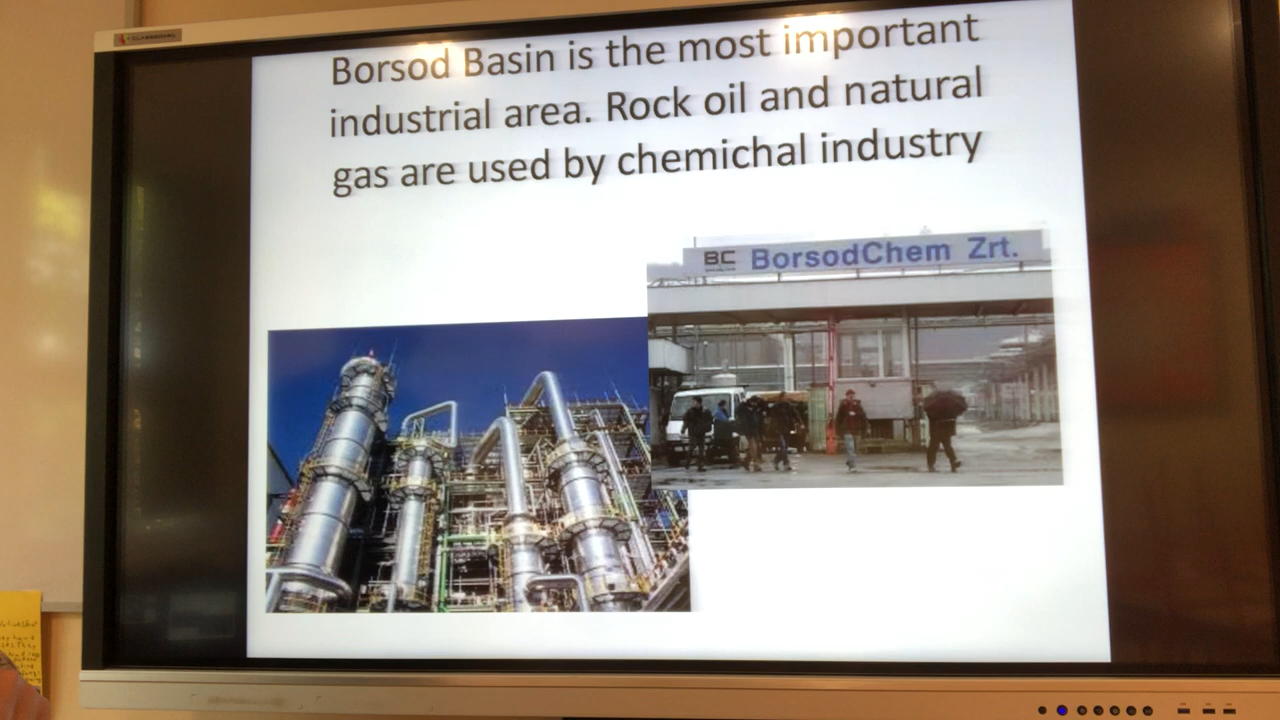 Borsod Basin is the most important
industrial area. Rock oil and natural
gas are used by chemichal industry
BC BorsodChem Zrt.